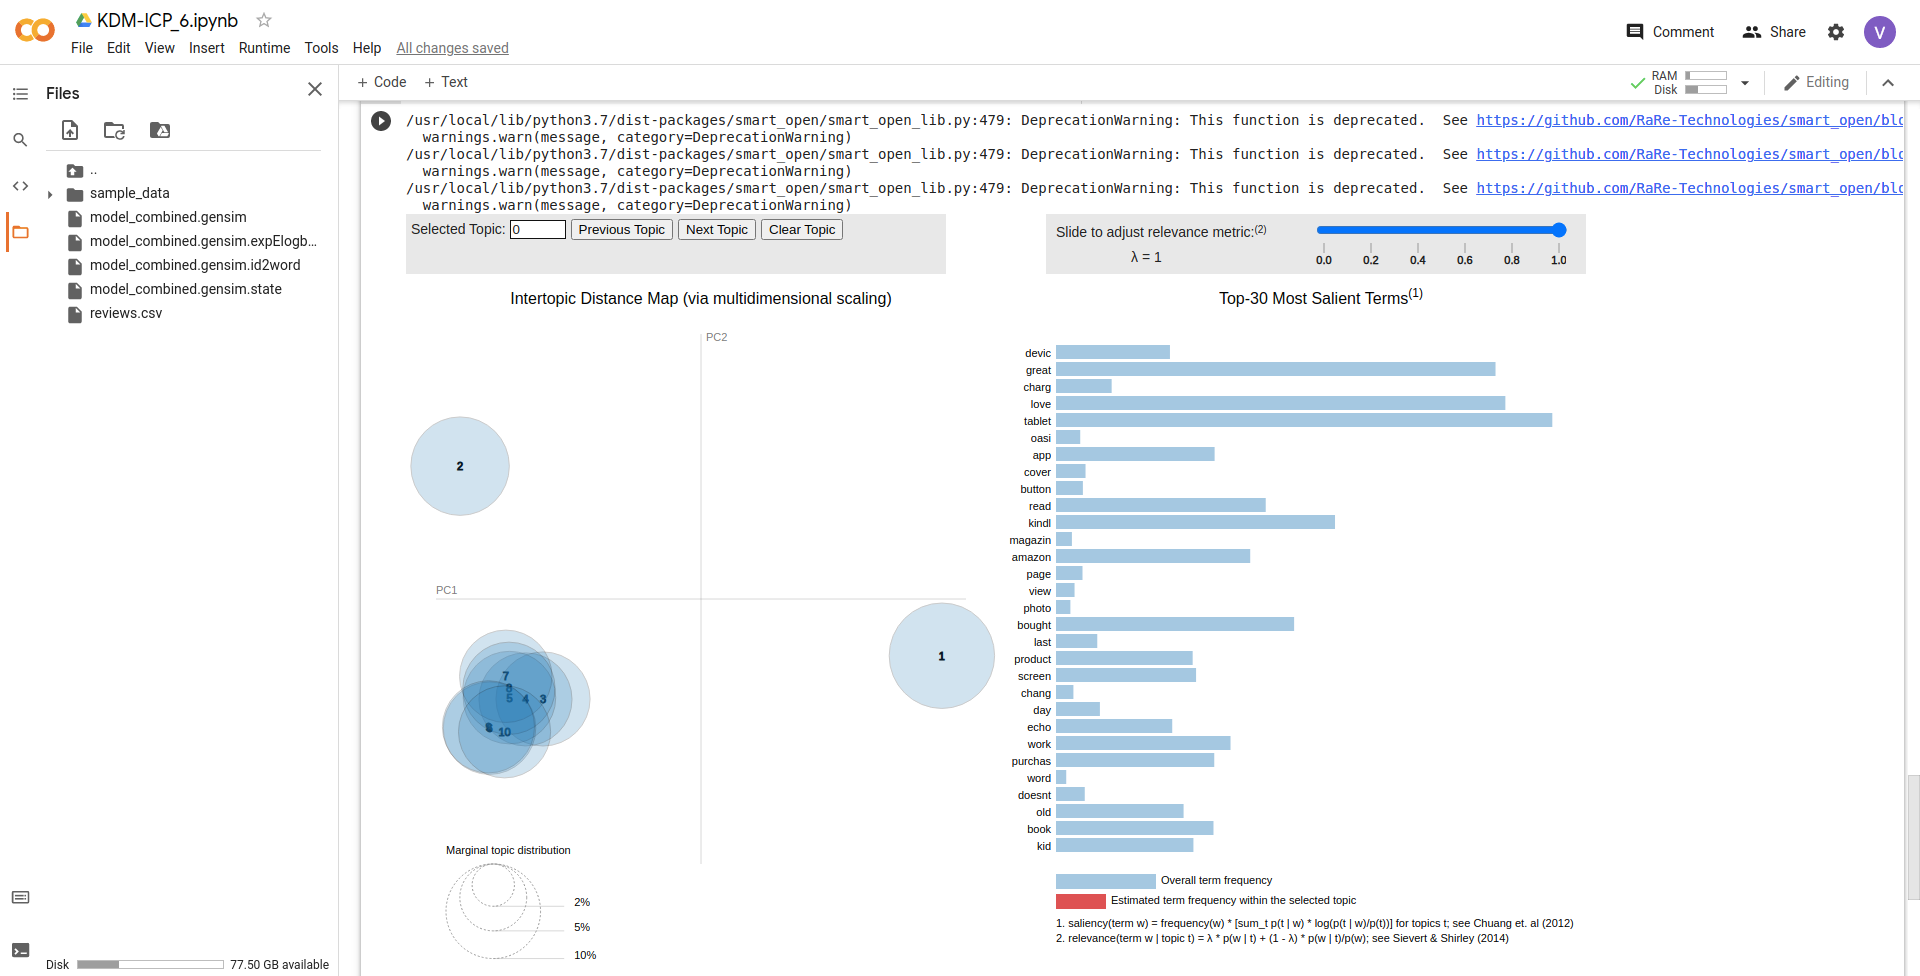 KDM-ICP_6.ipynb
File Edit View Insert Runtime Tools Help All changes saved
Comment Share V
Files
+ Code + Text
RAM
Disk
Editing
..
sample_data
model_combined.gensim
model_combined.gensim.expElogb...
model_combined.gensim.id2word
model_combined.gensim.state
reviews.csv
Disk 77.50 GB available
/usr/local/lib/python3.7/dist-packages/smart_open/smart_open_lib.py:479: DeprecationWarning: This function is deprecated. See https://github.com/RaRe-Technologies/smart_open/blo
warnings.warn(message, category=DeprecationWarning)
/usr/local/lib/python3.7/dist-packages/smart_open/smart_open_lib.py:479: DeprecationWarning: This function is deprecated. See https://github.com/RaRe-Technologies/smart_open/blo
warnings.warn(message, category=DeprecationWarning)
/usr/local/lib/python3.7/dist-packages/smart_open/smart_open_lib.py:479: DeprecationWarning: This function is deprecated. See https://github.com/RaRe-Technologies/smart_open/blo
warnings.warn(message, category=DeprecationWarning)
Selected Topic: 0 Previous Topic Next Topic Clear Topic
Slide to adjust relevance metric:(2)
λ = 1
0.0 0.2 0.4 0.6 0.8 1.0
Intertopic Distance Map (via multidimensional scaling)
PC2
2
PC1
1
7
5 4 3
10
Marginal topic distribution
2%
5%
10%
Top-30 Most Salient Terms(1)
devic
great
charg
love
tablet
oasi
app
cover
button
read
kindl
magazin
amazon
page
view
photo
bought
last
product
screen
chang
day
echo
work
purchas
word
doesnt
old
book
kid
Overall term frequency
Estimated term frequency within the selected topic
1. saliency(term w) = frequency(w) * [sum_t p(t | w) * log(p(t | w)/p(t))] for topics t; see Chuang et. al (2012)
2. relevance(term w | topic t) = λ * p(w | t) + (1 - λ) * p(w | t)/p(w); see Sievert & Shirley (2014)